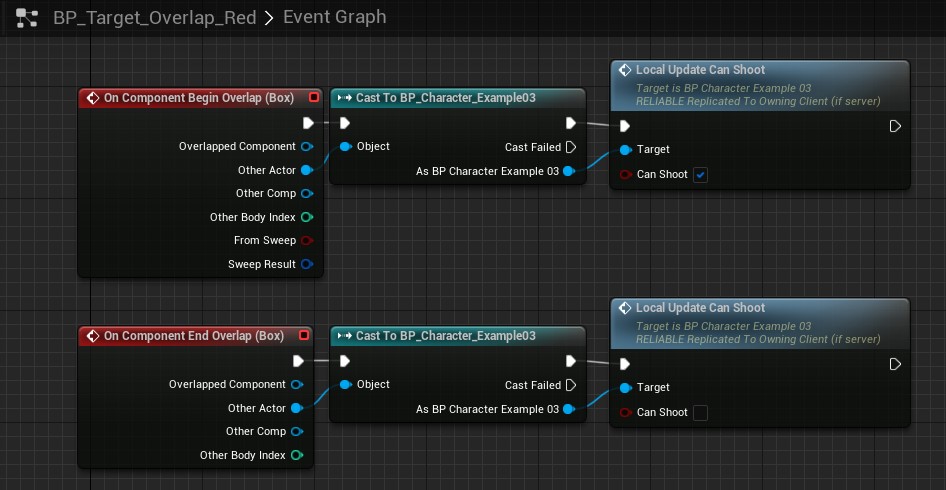 BP_Target_Overlap_Red > Event Graph
On Component Begin Overlap (Box)
Overlapped Component
Other Actor
Other Comp
Other Body Index
From Sweep
Sweep Result
Cast To BP_Character_Example03
Object
Cast Failed
As BP Character Example 03
Local Update Can Shoot
Target is BP Character Example 03
RELIABLE Replicated To Owning Client (if server)
Target
Can Shoot
On Component End Overlap (Box)
Overlapped Component
Other Actor
Other Comp
Other Body Index
Cast To BP_Character_Example03
Object
Cast Failed
As BP Character Example 03
Local Update Can Shoot
Target is BP Character Example 03
RELIABLE Replicated To Owning Client (if server)
Target
Can Shoot